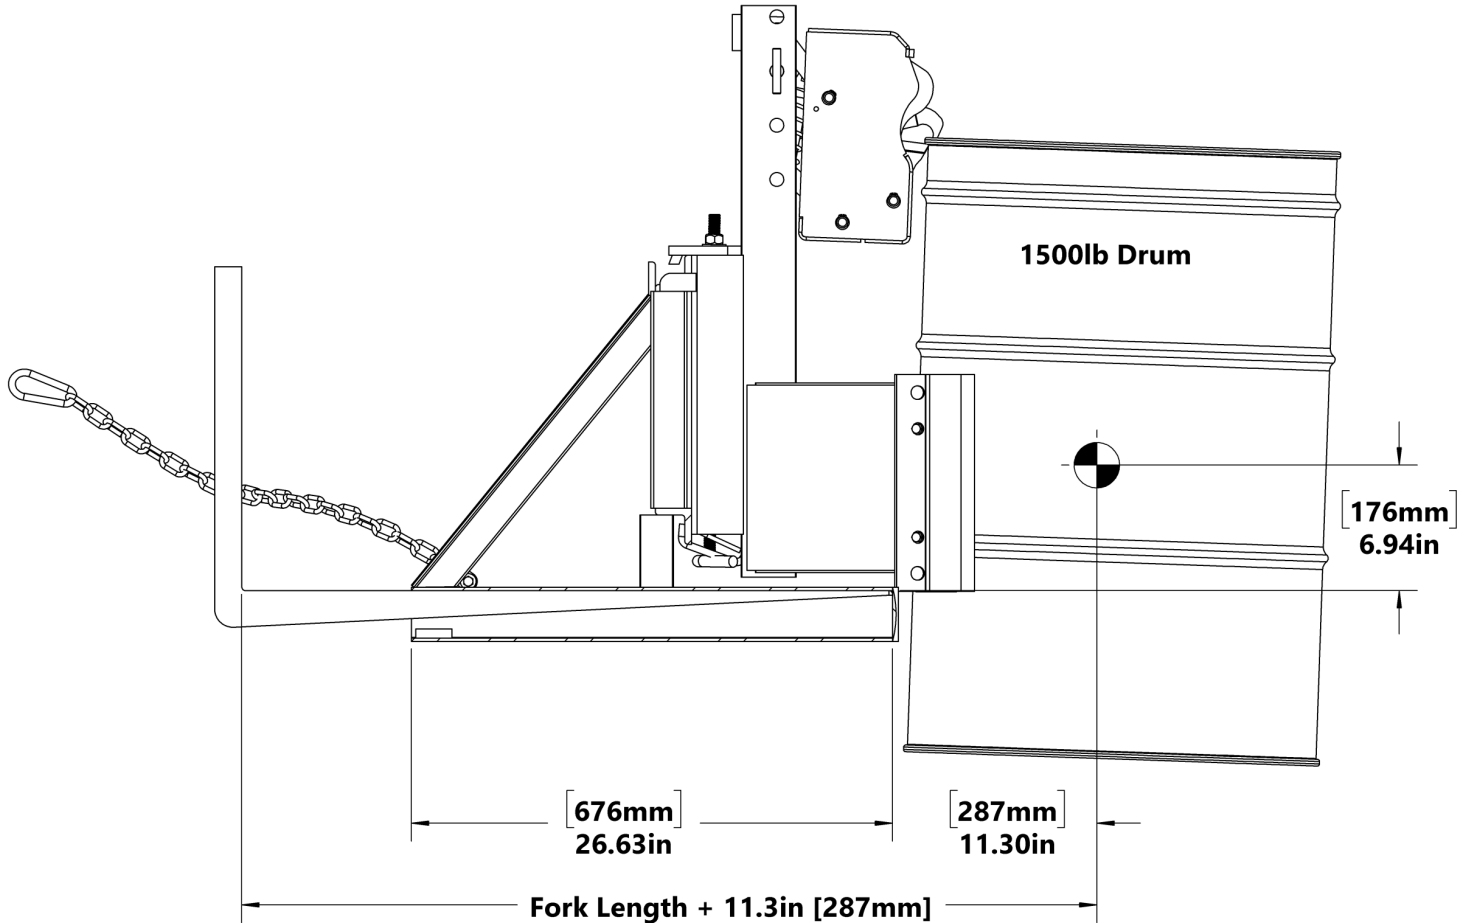 1500lb Drum
[176mm]
6.94in
[676mm]
26.63in
[287mm]
11.30in
Fork Length + 11.3in [287mm]